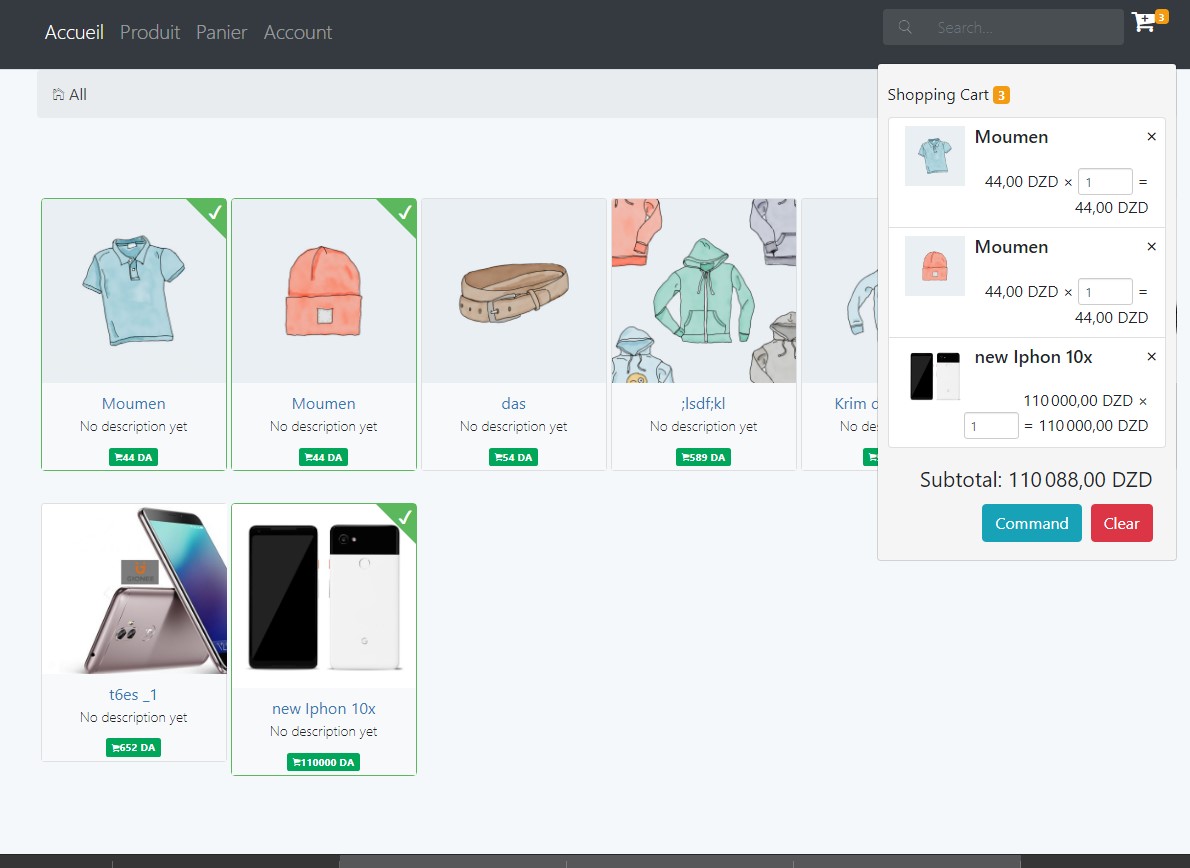 Accueil Produit Panier Account
Search...
3
All
Shopping Cart 3
Moumen ×
44,00 DZD × 1 =
44,00 DZD
Moumen ×
44,00 DZD × 1 =
44,00 DZD
new Iphon 10x ×
110 000,00 DZD ×
1 = 110 000,00 DZD
Subtotal: 110 088,00 DZD
Command Clear
Moumen
No description yet
44 DA
Moumen
No description yet
44 DA
das
No description yet
54 DA
;lsdf;kl
No description yet
589 DA
Krim
No
GIONEE
t6es _1
No description yet
652 DA
new Iphon 10x
No description yet
110000 DA